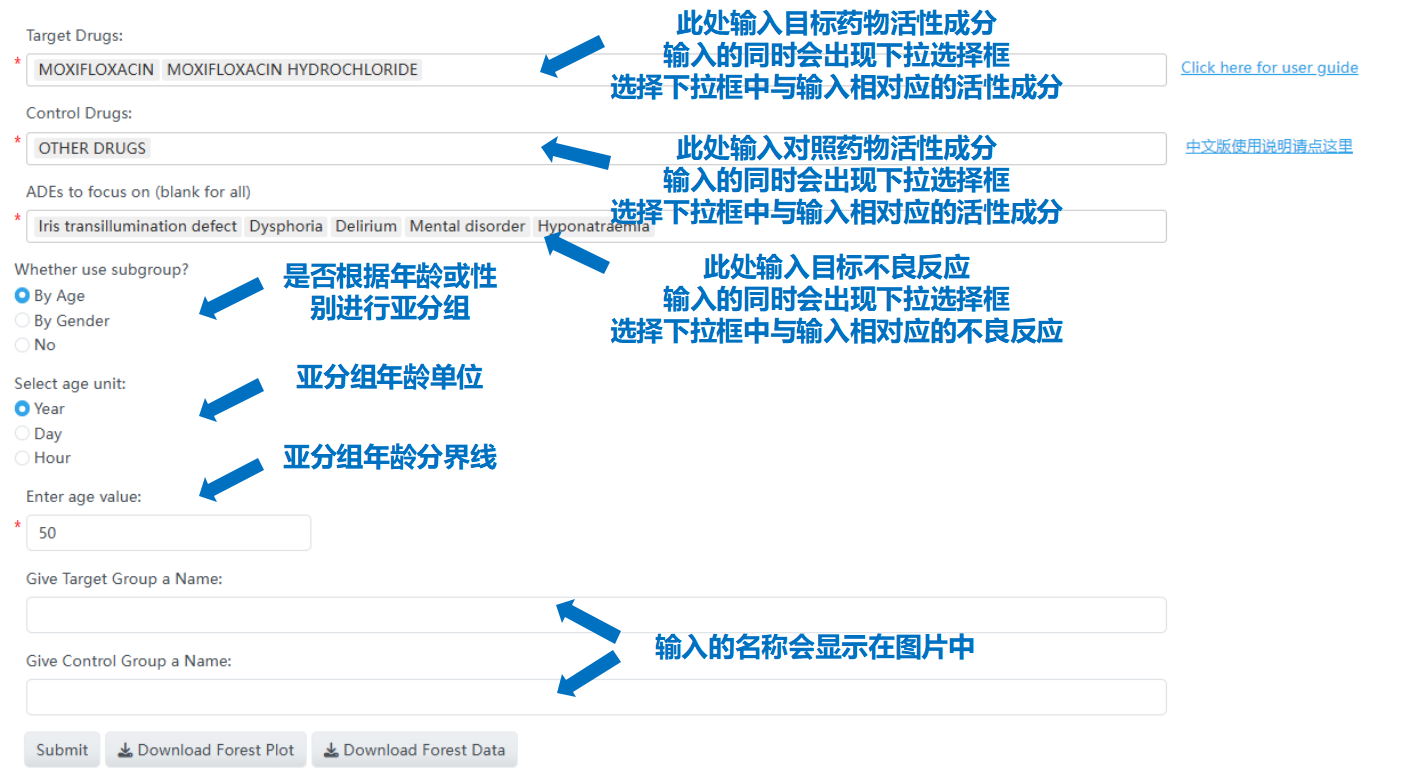 Target Drugs:
此处输入目标药物活性成分
输入的同时会出现下拉选择框
选择下拉框中与输入相对应的活性成分
* MOXIFLOXACIN MOXIFLOXACIN HYDROCHLORIDE
Click here for user guide
Control Drugs:
此处输入对照药物活性成分
输入的同时会出现下拉选择框
选择下拉框中与输入相对应的活性成分
* OTHER DRUGS
中文版使用说明请点这里
ADEs to focus on (blank for all)
* Iris transillumination defect Dysphoria Delirium Mental disorder Hyponatraemia
此处输入目标不良反应
输入的同时会出现下拉选择框
选择下拉框中与输入相对应的不良反应
Whether use subgroup?
By Age
By Gender
No
是否根据年龄或性
别进行亚分组
Select age unit:
亚分组年龄单位
Year
Day
Hour
亚分组年龄分界线
Enter age value:
* 50
Give Target Group a Name:
输入的名称会显示在图片中
Give Control Group a Name:
Submit Download Forest Plot Download Forest Data